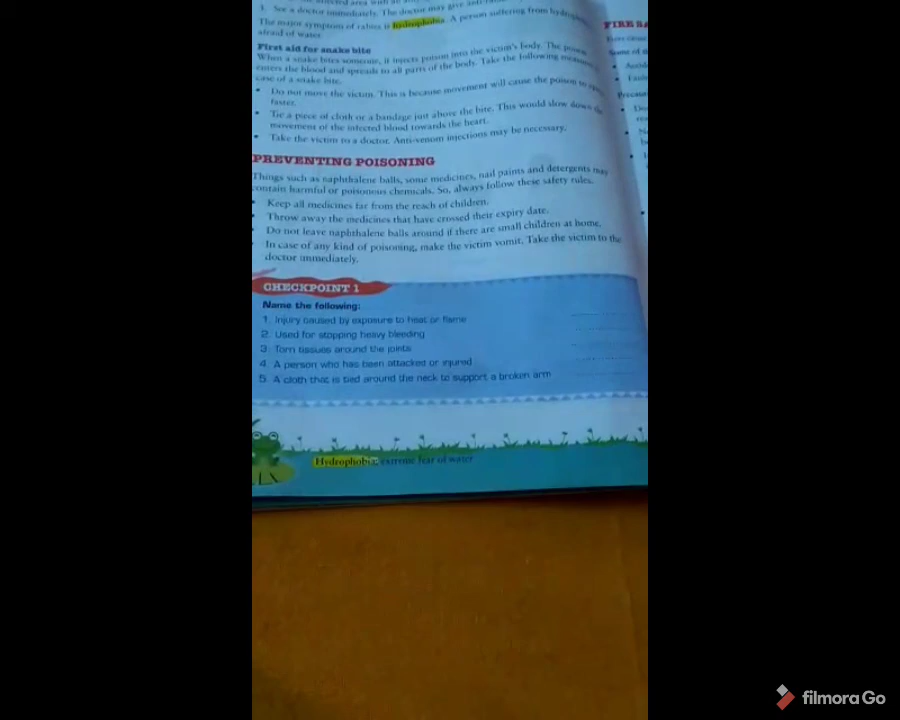 3. See a doctor immediately. The doctor may give anti-
The major symptom of rabies is hydrophobia. A person suffering from
afraid of water.
First aid for snake bite
When a snake bites someone, it injects poison into the victim's body. The poison
enters the blood and spreads to all parts of the body. Take the following measures
case of a snake bite.
• Do not move the victim. This is because movement will cause the poison to
faster.
• Tie a piece of cloth or a bandage just above the bite. This would slow down the
movement of the infected blood towards the heart.
• Take the victim to a doctor. Anti-venom injections may be necessary.
PREVENTING POISONING
Things such as naphthalene balls, some medicines, nail paints and detergents may
contain harmful or poisonous chemicals. So, always follow these safety rules.
• Keep all medicines far from the reach of children.
• Throw away the medicines that have crossed their expiry date.
• Do not leave naphthalene balls around if there are small children at home.
In case of any kind of poisoning, make the victim vomit. Take the victim to the
doctor immediately.
CHECKPOINT 1
Name the following:
1. Injury caused by exposure to heat or flame
2. Used for stopping heavy bleeding
3. Torn tissues around the joints
4. A person who has been attacked or injured
5. A cloth that is tied around the neck to support a broken arm
Hydrophobia: extreme fear of water
FIRE
filmora Go